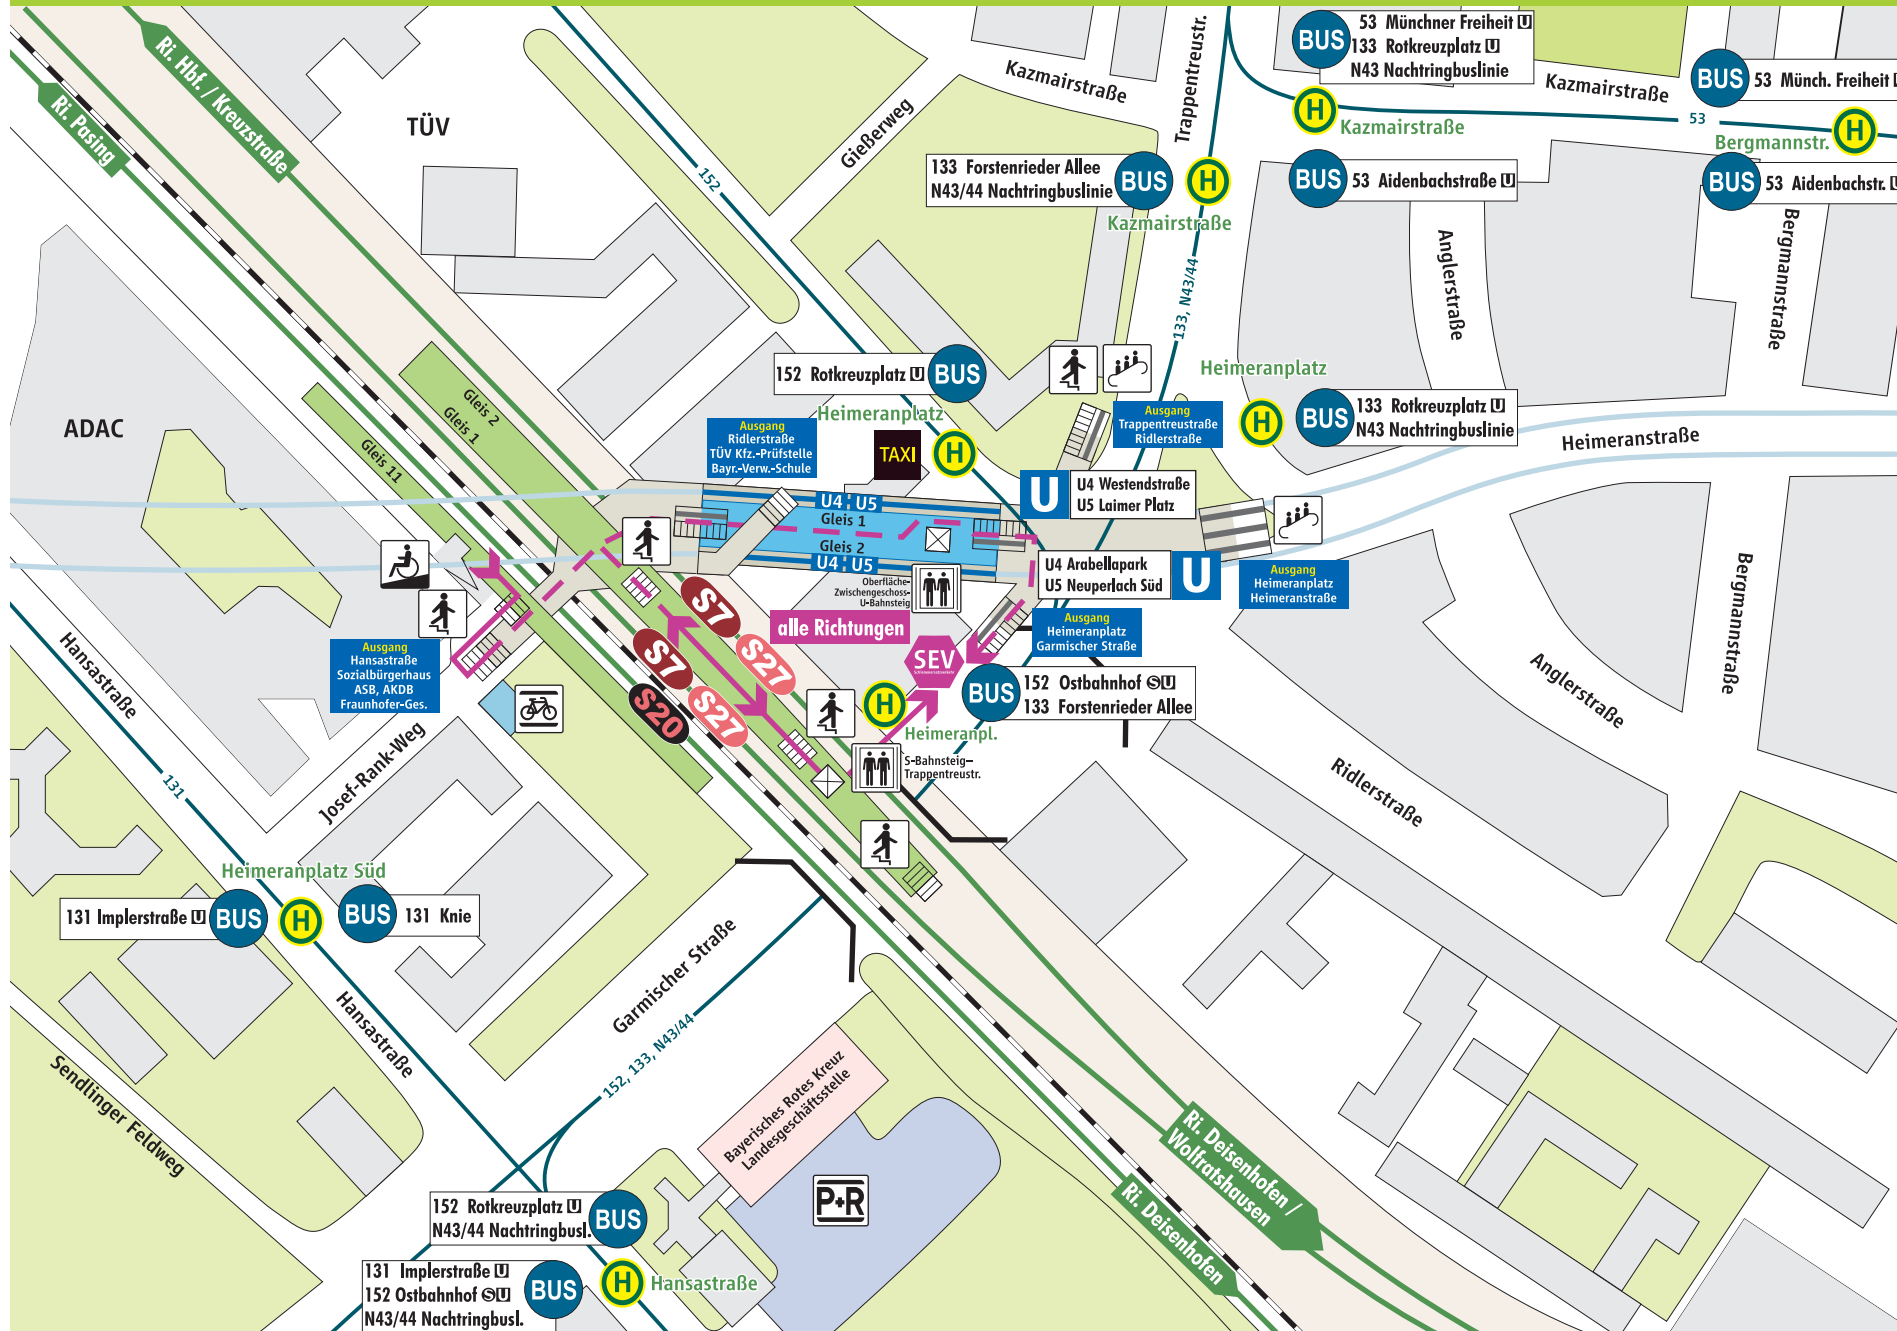 Ri. Hbf. / Kreuzstraße
Ri. Pasing
TÜV
ADAC
Gießerweg
152
Kazmairstraße
Trappentreustr.
BUS
53 Münchner Freiheit U
133 Rotkreuzplatz U
N43 Nachtringbuslinie
H
Kazmairstraße
Kazmairstraße
BUS
53 Münch. Freiheit
53
Bergmannstr.
H
133 Forstenrieder Allee
N43/44 Nachtringbuslinie
BUS
H
Kazmairstraße
BUS
53 Aidenbachstraße U
BUS
53 Aidenbachstr.
Anglerstraße
Bergmannstraße
133, N43/44
152 Rotkreuzplatz U
BUS
Heimeranplatz
H
TAXI
Heimeranplatz
H
BUS
133 Rotkreuzplatz U
N43 Nachtringbuslinie
Heimeranstraße
Ausgang
Trappentreustraße
Ridlerstraße
Ausgang
Ridlerstraße
TÜV Kfz.-Prüfstelle
Bayr.-Verw.-Schule
Gleis 2
Gleis 1
Gleis 11
U4 U5
Gleis 1
Gleis 2
U4 U5
U
U4 Westendstraße
U5 Laimer Platz
U4 Arabellapark
U5 Neuperlach Süd
U
Ausgang
Heimeranplatz
Heimeranstraße
Oberfläche-
Zwischengeschoss-
U-Bahnsteig
alle Richtungen
SEV
Ausgang
Heimeranplatz
Garmischer Straße
BUS
152 Ostbahnhof S U
133 Forstenrieder Allee
H
Heimeranpl.
S-Bahnsteig–
Trappentreustr.
S7
S27
S7
S27
S20
Ausgang
Hansastraße
Sozialbürgerhaus
ASB, AKDB
Fraunhofer-Ges.
Hansastraße
131
Josef-Rank-Weg
Bergmannstraße
Anglerstraße
Ridlerstraße
Heimeranplatz Süd
131 Implerstraße U
BUS
H
BUS
131 Knie
Hansastraße
Garmischer Straße
152, 133, N43/44
Sendlinger Feldweg
Bayerisches Rotes Kreuz
Landesgeschäftsstelle
P+R
Ri. Deisenhofen /
Wolfratshausen
Ri. Deisenhofen
152 Rotkreuzplatz U
N43/44 Nachtringbusl.
BUS
131 Implerstraße U
152 Ostbahnhof S U
N43/44 Nachtringbusl.
BUS
H
Hansastraße